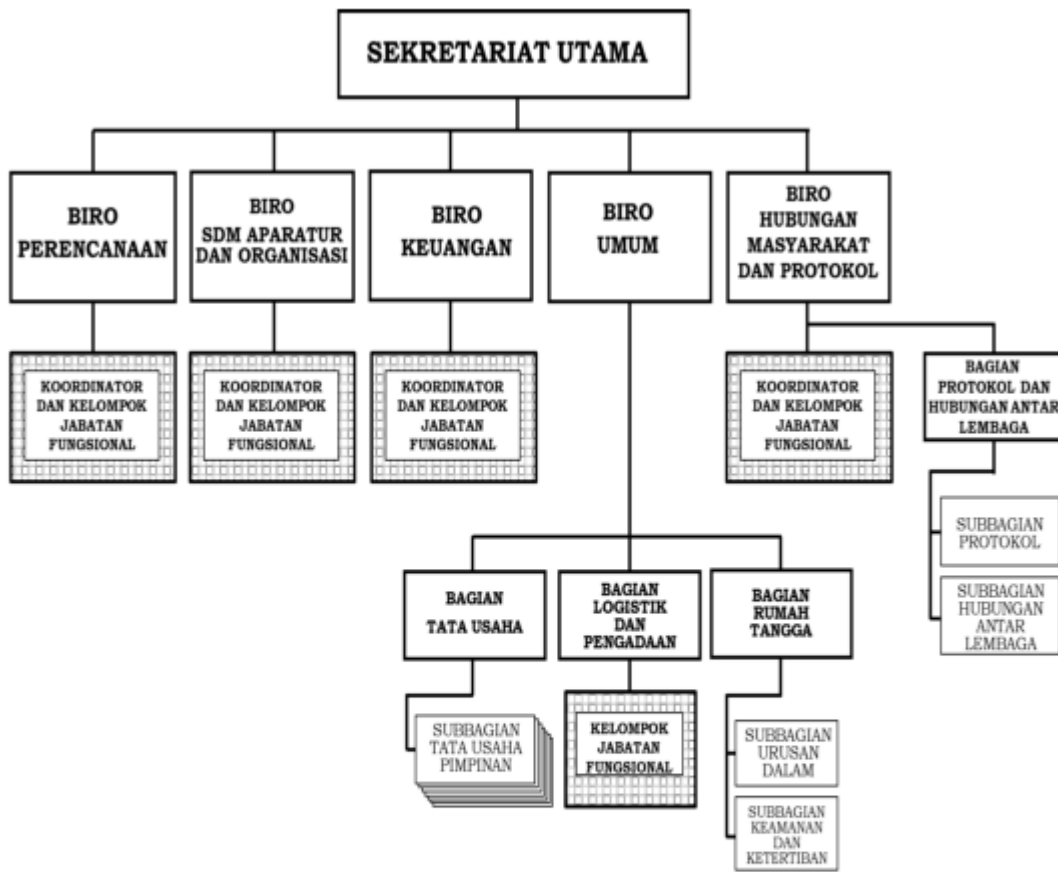 SEKRETARIAT UTAMA
BIRO
PERENCANAAN
BIRO
SDM APARATUR
DAN ORGANISASI
BIRO
KEUANGAN
BIRO
UMUM
BIRO
HUBUNGAN
MASYARAKAT
DAN PROTOKOL
KOORDINATOR
DAN KELOMPOK
JABATAN
FUNGSIONAL
KOORDINATOR
DAN KELOMPOK
JABATAN
FUNGSIONAL
KOORDINATOR
DAN KELOMPOK
JABATAN
FUNGSIONAL
KOORDINATOR
DAN KELOMPOK
JABATAN
FUNGSIONAL
BAGIAN
PROTOKOL DAN
HUBUNGAN ANTAR
LEMBAGA
SUBBAGIAN
PROTOKOL
SUBBAGIAN
HUBUNGAN
ANTAR
LEMBAGA
BAGIAN
TATA USAHA
BAGIAN
LOGISTIK
DAN
PENGADAAN
BAGIAN
RUMAH
TANGGA
SUBBAGIAN
TATA USAHA
PIMPINAN
KELOMPOK
JABATAN
FUNGSIONAL
SUBBAGIAN
URUSAN
DALAM
SUBBAGIAN
KEAMANAN
DAN
KETERTIBAN